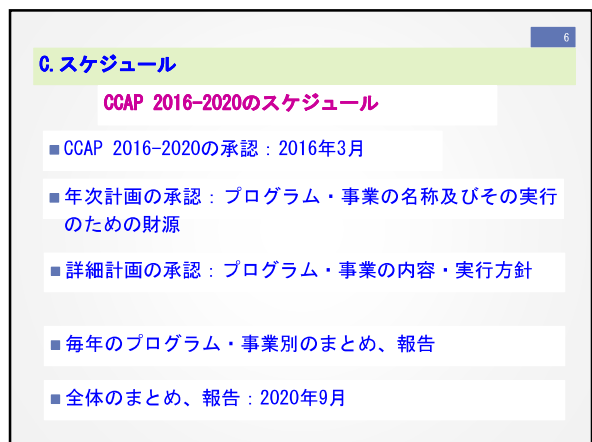 6
C.スケジュール
CCAP 2016-2020のスケジュール
■CCAP 2016-2020の承認：2016年3月
■年次計画の承認：プログラム・事業の名称及びその実行
のための財源
■詳細計画の承認：プログラム・事業の内容・実行方針
■毎年のプログラム・事業別のまとめ、報告
■全体のまとめ、報告：2020年9月